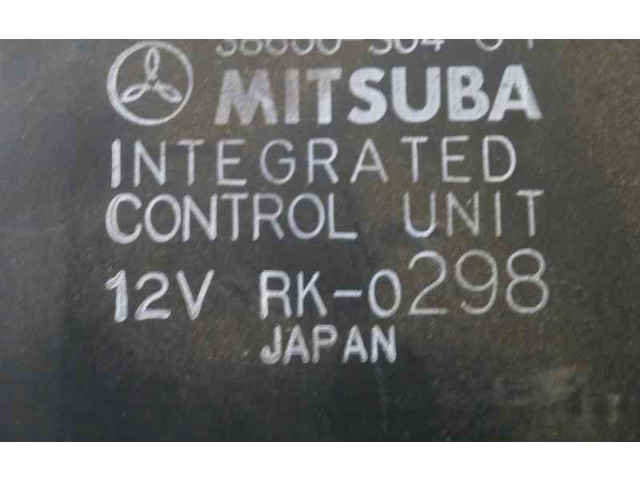 MITSUBA
INTEGRATED
CONTROL UNIT
12V RK-0298
JAPAN